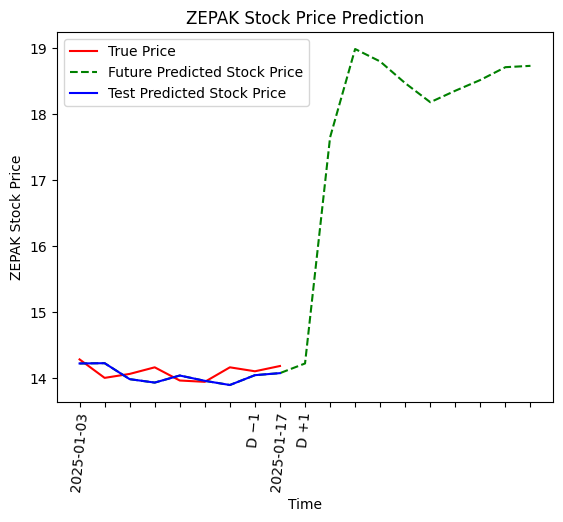 ZEPAK Stock Price Prediction
True Price
Future Predicted Stock Price
Test Predicted Stock Price
ZEPAK Stock Price
19
18
17
16
15
14
2025-01-03
D −1
2025-01-17
D +1
Time